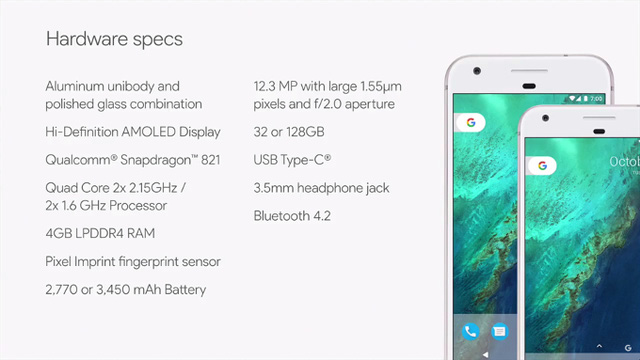 Hardware specs
Aluminum unibody and
polished glass combination
Hi-Definition AMOLED Display
Qualcomm® Snapdragon™ 821
Quad Core 2x 2.15GHz /
2x 1.6 GHz Processor
4GB LPDDR4 RAM
Pixel Imprint fingerprint sensor
2,770 or 3,450 mAh Battery
12.3 MP with large 1.55μm
pixels and f/2.0 aperture
32 or 128GB
USB Type-C®
3.5mm headphone jack
Bluetooth 4.2
7:00
G
G
Octob
G